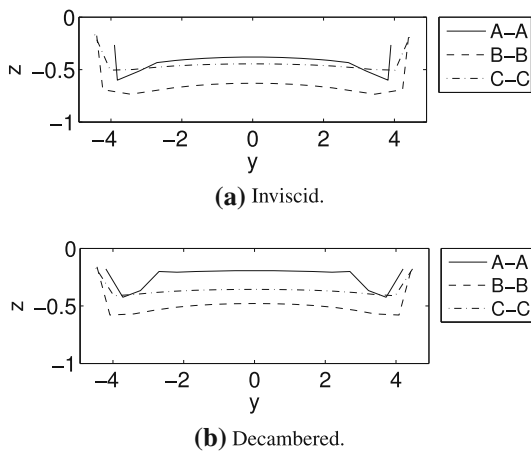 0
−0.5
−1
z
−4 −2 0 2 4
y
A−A
B−B
C−C
(a) Inviscid.
0
−0.5
−1
z
−4 −2 0 2 4
y
A−A
B−B
C−C
(b) Decambered.